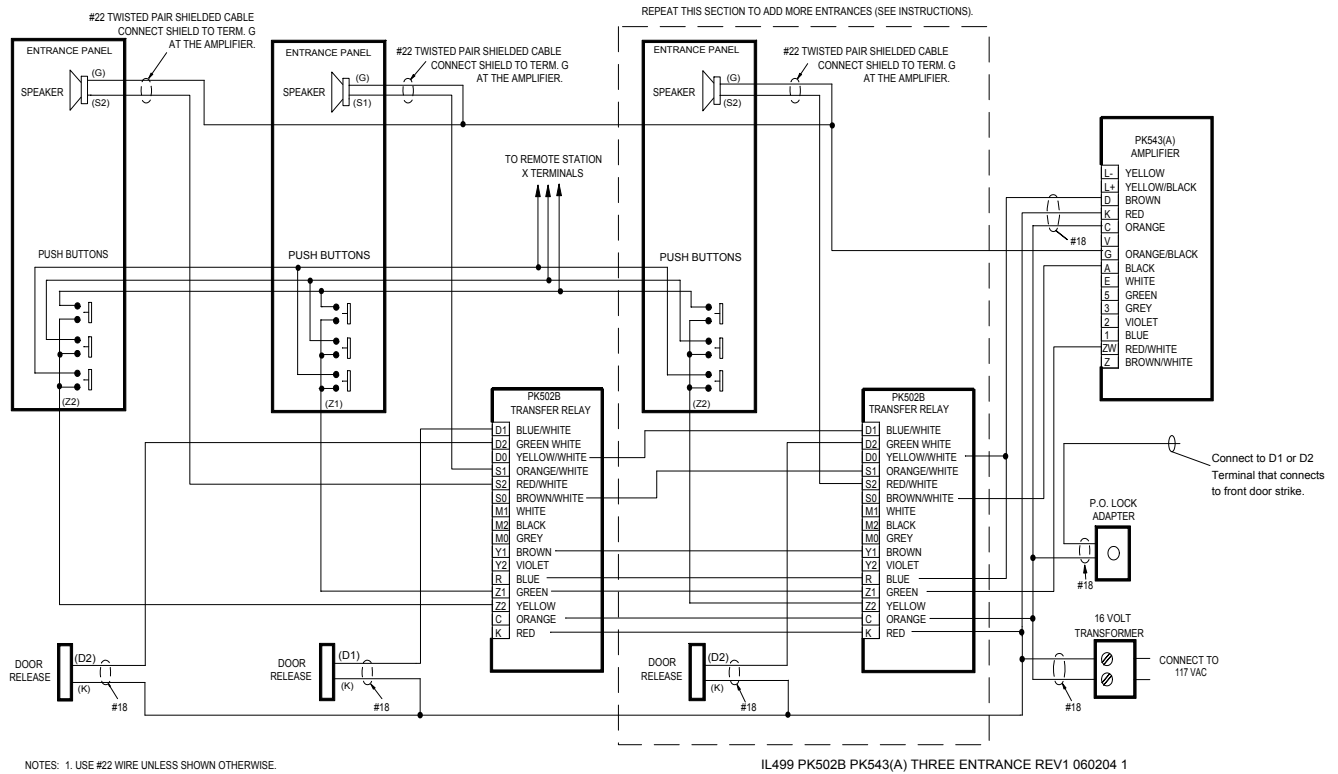 REPEAT THIS SECTION TO ADD MORE ENTRANCES (SEE INSTRUCTIONS).
#22 TWISTED PAIR SHIELDED CABLE
CONNECT SHIELD TO TERM. G
AT THE AMPLIFIER.
ENTRANCE PANEL
SPEAKER
(G)
(S2)
PUSH BUTTONS
(Z2)
ENTRANCE PANEL
SPEAKER
(G)
(S1)
#22 TWISTED PAIR SHIELDED CABLE
CONNECT SHIELD TO TERM. G
AT THE AMPLIFIER.
PUSH BUTTONS
(Z1)
TO REMOTE STATION
X TERMINALS
ENTRANCE PANEL
SPEAKER
(G)
(S2)
#22 TWISTED PAIR SHIELDED CABLE
CONNECT SHIELD TO TERM. G
AT THE AMPLIFIER.
PUSH BUTTONS
(Z2)
PK543(A)
AMPLIFIER
L- YELLOW
L+ YELLOW/BLACK
D BROWN
K RED
C ORANGE
V
G ORANGE/BLACK
A BLACK
E WHITE
5 GREEN
3 GREY
2 VIOLET
1 BLUE
ZW RED/WHITE
Z BROWN/WHITE
#18
PK502B
TRANSFER RELAY
D1 BLUE/WHITE
D2 GREEN WHITE
D0 YELLOW/WHITE
S1 ORANGE/WHITE
S2 RED/WHITE
S0 BROWN/WHITE
M1 WHITE
M2 BLACK
M0 GREY
Y1 BROWN
Y2 VIOLET
R BLUE
Z1 GREEN
Z2 YELLOW
C ORANGE
K RED
PK502B
TRANSFER RELAY
D1 BLUE/WHITE
D2 GREEN WHITE
D0 YELLOW/WHITE
S1 ORANGE/WHITE
S2 RED/WHITE
S0 BROWN/WHITE
M1 WHITE
M2 BLACK
M0 GREY
Y1 BROWN
Y2 VIOLET
R BLUE
Z1 GREEN
Z2 YELLOW
C ORANGE
K RED
Connect to D1 or D2
Terminal that connects
to front door strike.
P.O. LOCK
ADAPTER
#18
16 VOLT
TRANSFORMER
CONNECT TO
117 VAC
#18
DOOR
RELEASE
(D2)
(K)
#18
DOOR
RELEASE
(D1)
(K)
#18
DOOR
RELEASE
(D2)
(K)
#18
NOTES: 1. USE #22 WIRE UNLESS SHOWN OTHERWISE.
IL499 PK502B PK543(A) THREE ENTRANCE REV1 060204 1